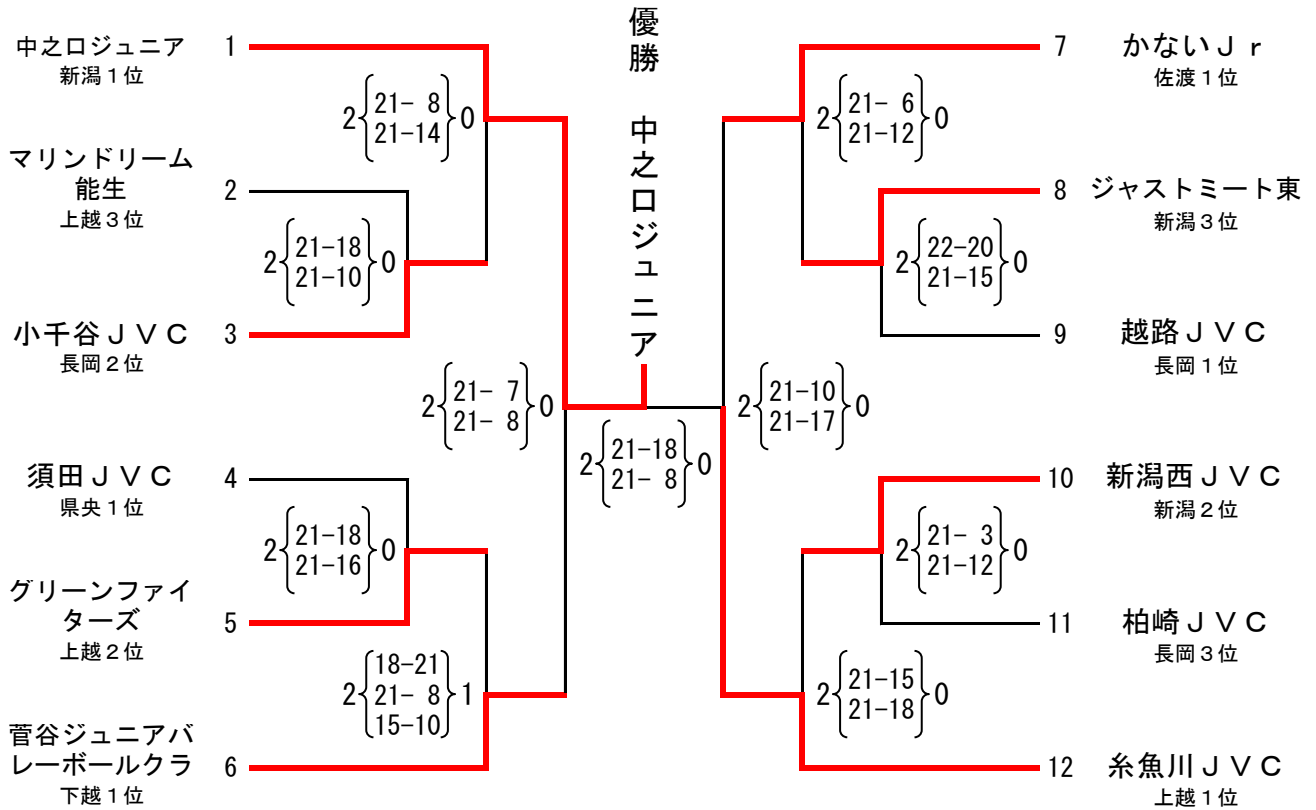 優勝　中之口ジュニア
中之口ジュニア 1
新潟１位
2 21- 8 0
21-14
マリンドリーム
能生 2
上越３位
2 21-18 0
21-10
小千谷ＪＶＣ 3
長岡２位
2 21- 7 0
21- 8
須田ＪＶＣ 4
県央１位
2 21-18 0
21-16
グリーンファイ
ターズ 5
上越２位
18-21
2 21- 8 1
15-10
菅谷ジュニアバ
レーボールクラ 6
下越１位
2 21-18 0
21- 8
7 かないＪｒ
佐渡１位
2 21- 6 0
21-12
8 ジャストミート東
新潟３位
2 22-20 0
21-15
9 越路ＪＶＣ
長岡１位
2 21-10 0
21-17
10 新潟西ＪＶＣ
新潟２位
2 21- 3 0
21-12
11 柏崎ＪＶＣ
長岡３位
2 21-15 0
21-18
12 糸魚川ＪＶＣ
上越１位